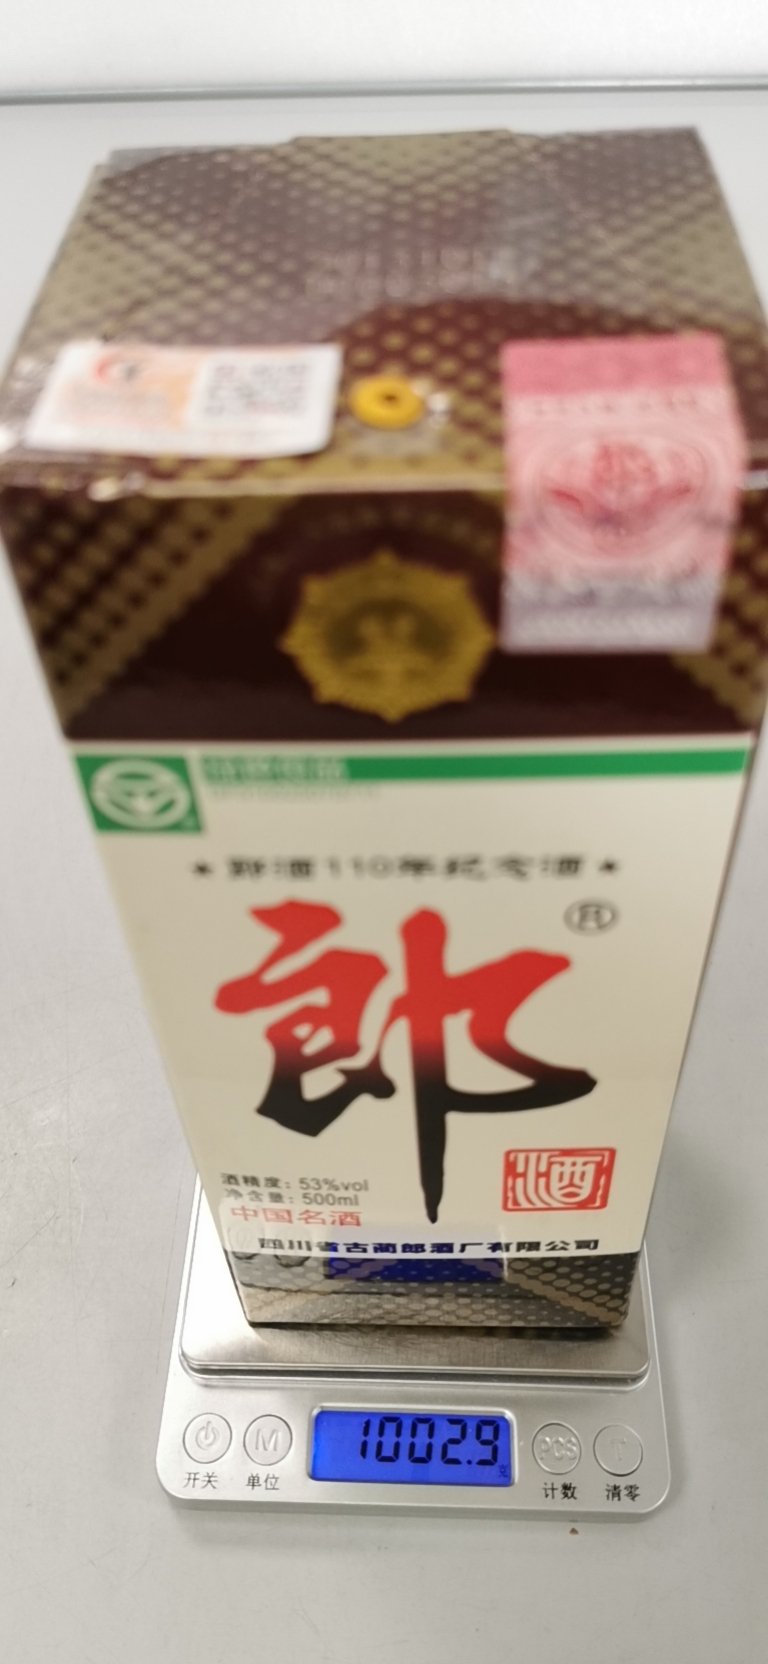 郎酒110年纪念酒
郎
®
酒
酒精度：53%vol
净含量：500ml
中国名酒
四川省古蔺郎酒厂有限公司
1002.9
克
M
PCS
T
开关
单位
计数
清零